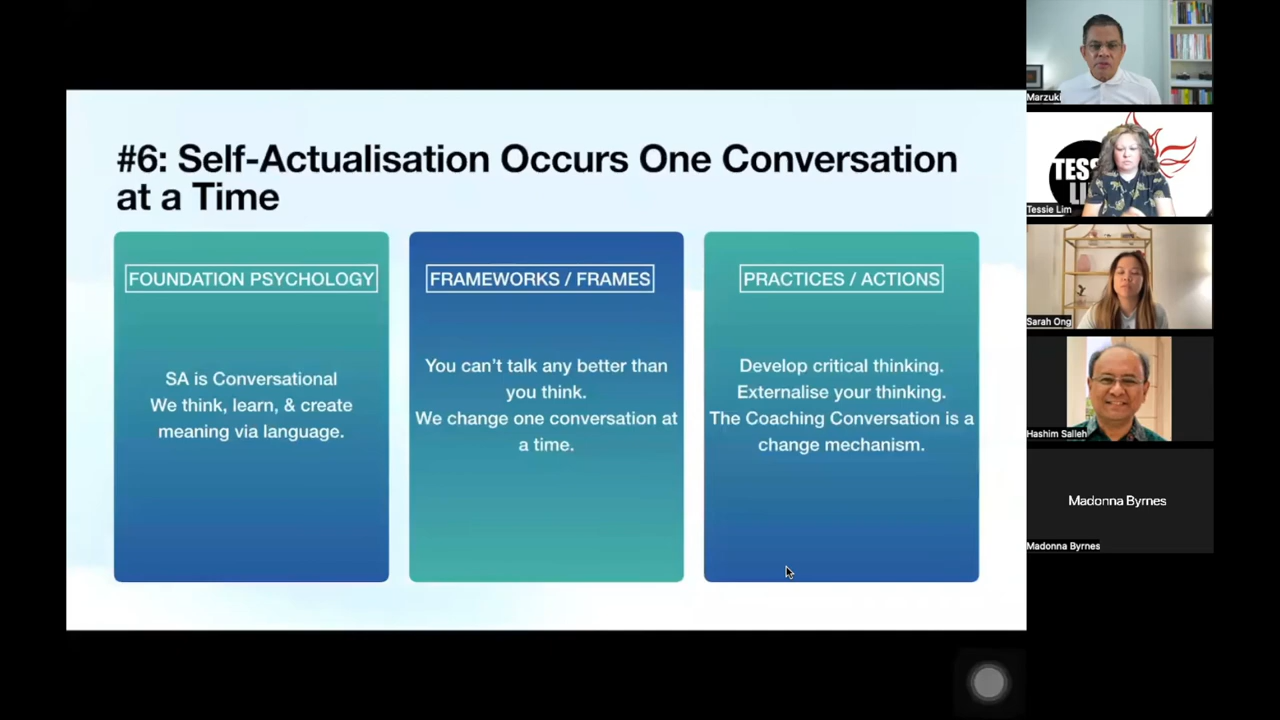 #6: Self-Actualisation Occurs One Conversation
at a Time
FOUNDATION PSYCHOLOGY
SA is Conversational
We think, learn, & create
meaning via language.
FRAMEWORKS / FRAMES
You can't talk any better than
you think.
We change one conversation at
a time.
PRACTICES / ACTIONS
Develop critical thinking.
Externalise your thinking.
The Coaching Conversation is a
change mechanism.
Marzuki
TES
LI
Tessie Lim
Sarah Ong
Hashim Salleh
Madonna Byrnes
Madonna Byrnes